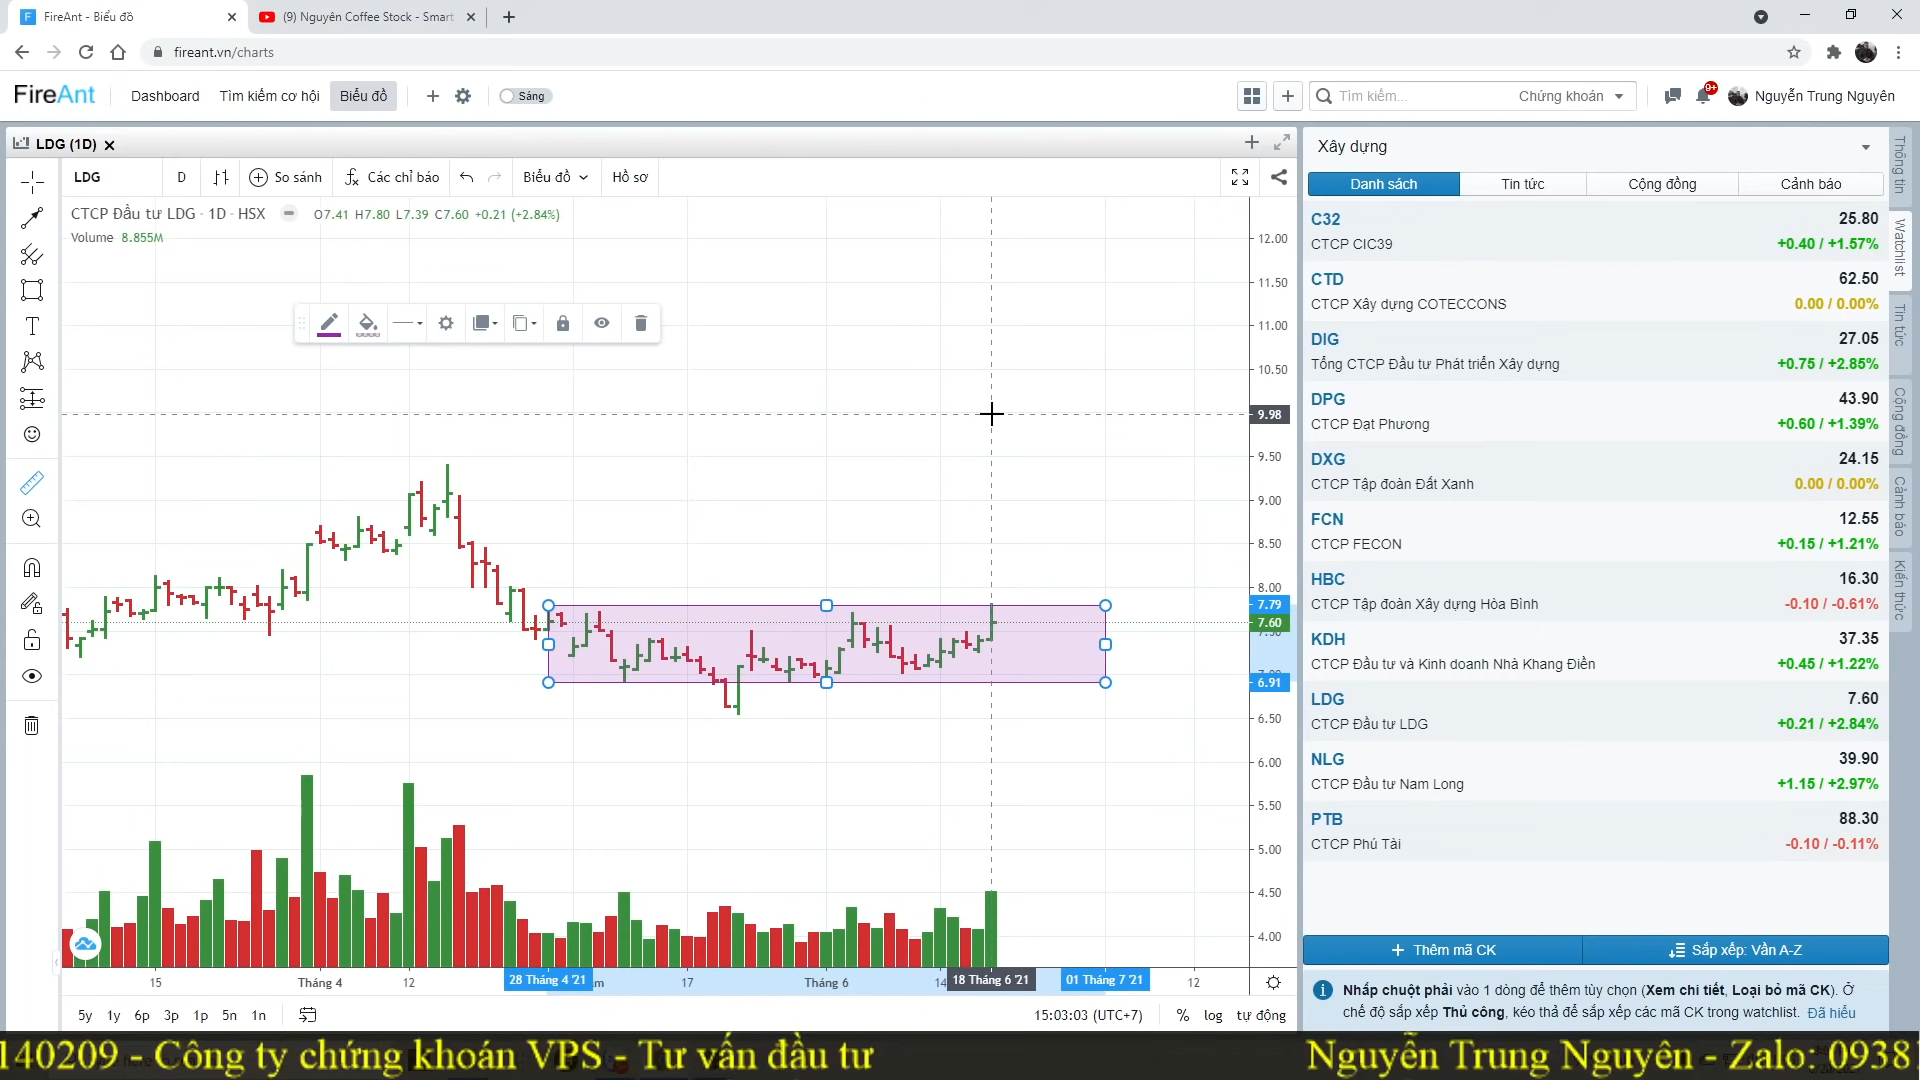 FireAnt - Biểu đồ
(9) Nguyên Coffee Stock - Smart
fireant.vn/charts
FireAnt
Dashboard
Tìm kiếm cơ hội
Biểu đồ
Sáng
Tìm kiếm...
Chứng khoán
9+
Nguyễn Trung Nguyên
LDG (1D)
LDG
D
So sánh
Các chỉ báo
Biểu đồ
Hồ sơ
CTCP Đầu tư LDG · 1D · HSX
O7.41 H7.80 L7.39 C7.60 +0.21 (+2.84%)
Volume 8.855M
12.00
11.50
11.00
10.50
9.98
9.50
9.00
8.50
8.00
7.79
7.60
6.91
6.50
6.00
5.50
5.00
4.50
4.00
15
Tháng 4
12
28 Tháng 4 '21
17
Tháng 6
18 Tháng 6 '21
01 Tháng 7 '21
12
5y
1y
6p
3p
1p
5n
1n
15:03:03 (UTC+7)
%
log
tự động
Xây dựng
Danh sách
Tin tức
Cộng đồng
Cảnh báo
C32 25.80
CTCP CIC39 +0.40 / +1.57%
CTD 62.50
CTCP Xây dựng COTECCONS 0.00 / 0.00%
DIG 27.05
Tổng CTCP Đầu tư Phát triển Xây dựng +0.75 / +2.85%
DPG 43.90
CTCP Đạt Phương +0.60 / +1.39%
DXG 24.15
CTCP Tập đoàn Đất Xanh 0.00 / 0.00%
FCN 12.55
CTCP FECON +0.15 / +1.21%
HBC 16.30
CTCP Tập đoàn Xây dựng Hòa Bình -0.10 / -0.61%
KDH 37.35
CTCP Đầu tư và Kinh doanh Nhà Khang Điền +0.45 / +1.22%
LDG 7.60
CTCP Đầu tư LDG +0.21 / +2.84%
NLG 39.90
CTCP Đầu tư Nam Long +1.15 / +2.97%
PTB 88.30
CTCP Phú Tài -0.10 / -0.11%
Thêm mã CK
Sắp xếp: Vần A-Z
Nhấp chuột phải vào 1 dòng để thêm tùy chọn (Xem chi tiết, Loại bỏ mã CK). Ở
chế độ sắp xếp Thủ công, kéo thả để sắp xếp các mã CK trong watchlist. Đã hiểu
Thông tin
Watchlist
Tin tức
Cộng đồng
Cảnh báo
Kiến thức
140209 - Công ty chứng khoán VPS - Tư vấn đầu tư
Nguyễn Trung Nguyên - Zalo: 0938